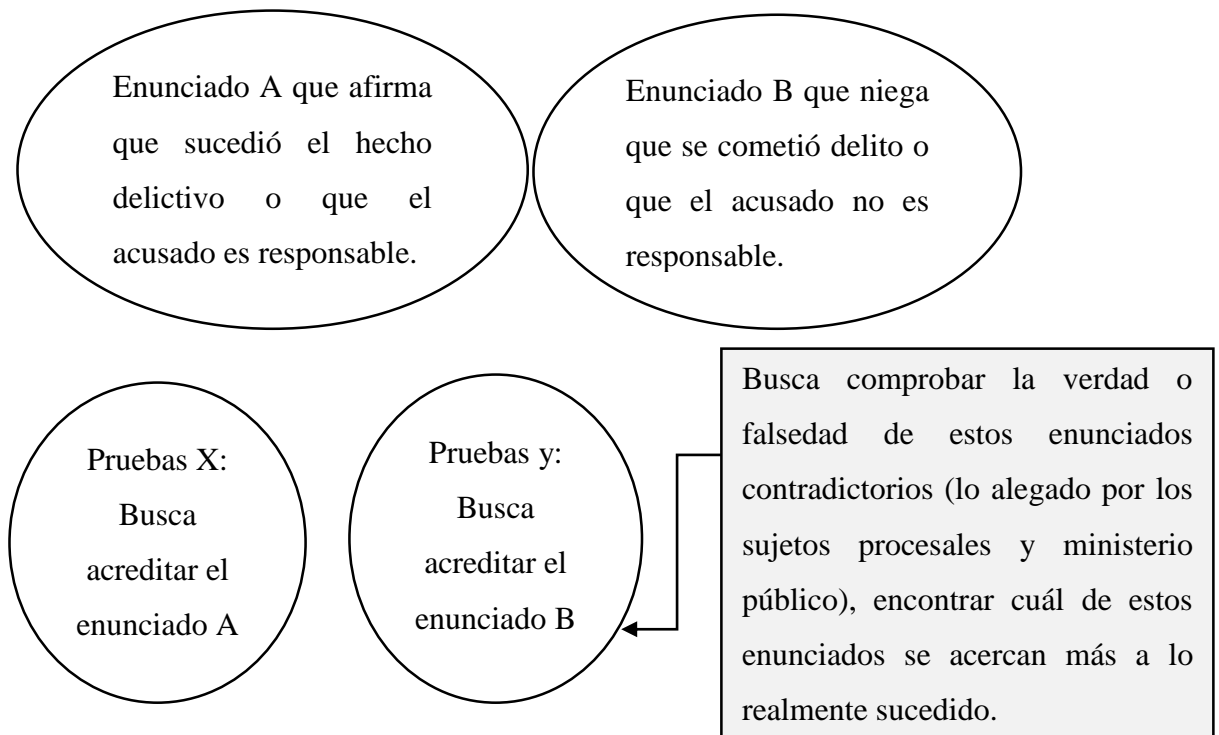 Enunciado A que afirma
que sucedió el hecho
delictivo o que el
acusado es responsable.
Enunciado B que niega
que se cometió delito o
que el acusado no es
responsable.
Pruebas X:
Busca
acreditar el
enunciado A
Pruebas y:
Busca
acreditar el
enunciado B
Busca comprobar la verdad o
falsedad de estos enunciados
contradictorios (lo alegado por los
sujetos procesales y ministerio
público), encontrar cuál de estos
enunciados se acercan más a lo
realmente sucedido.